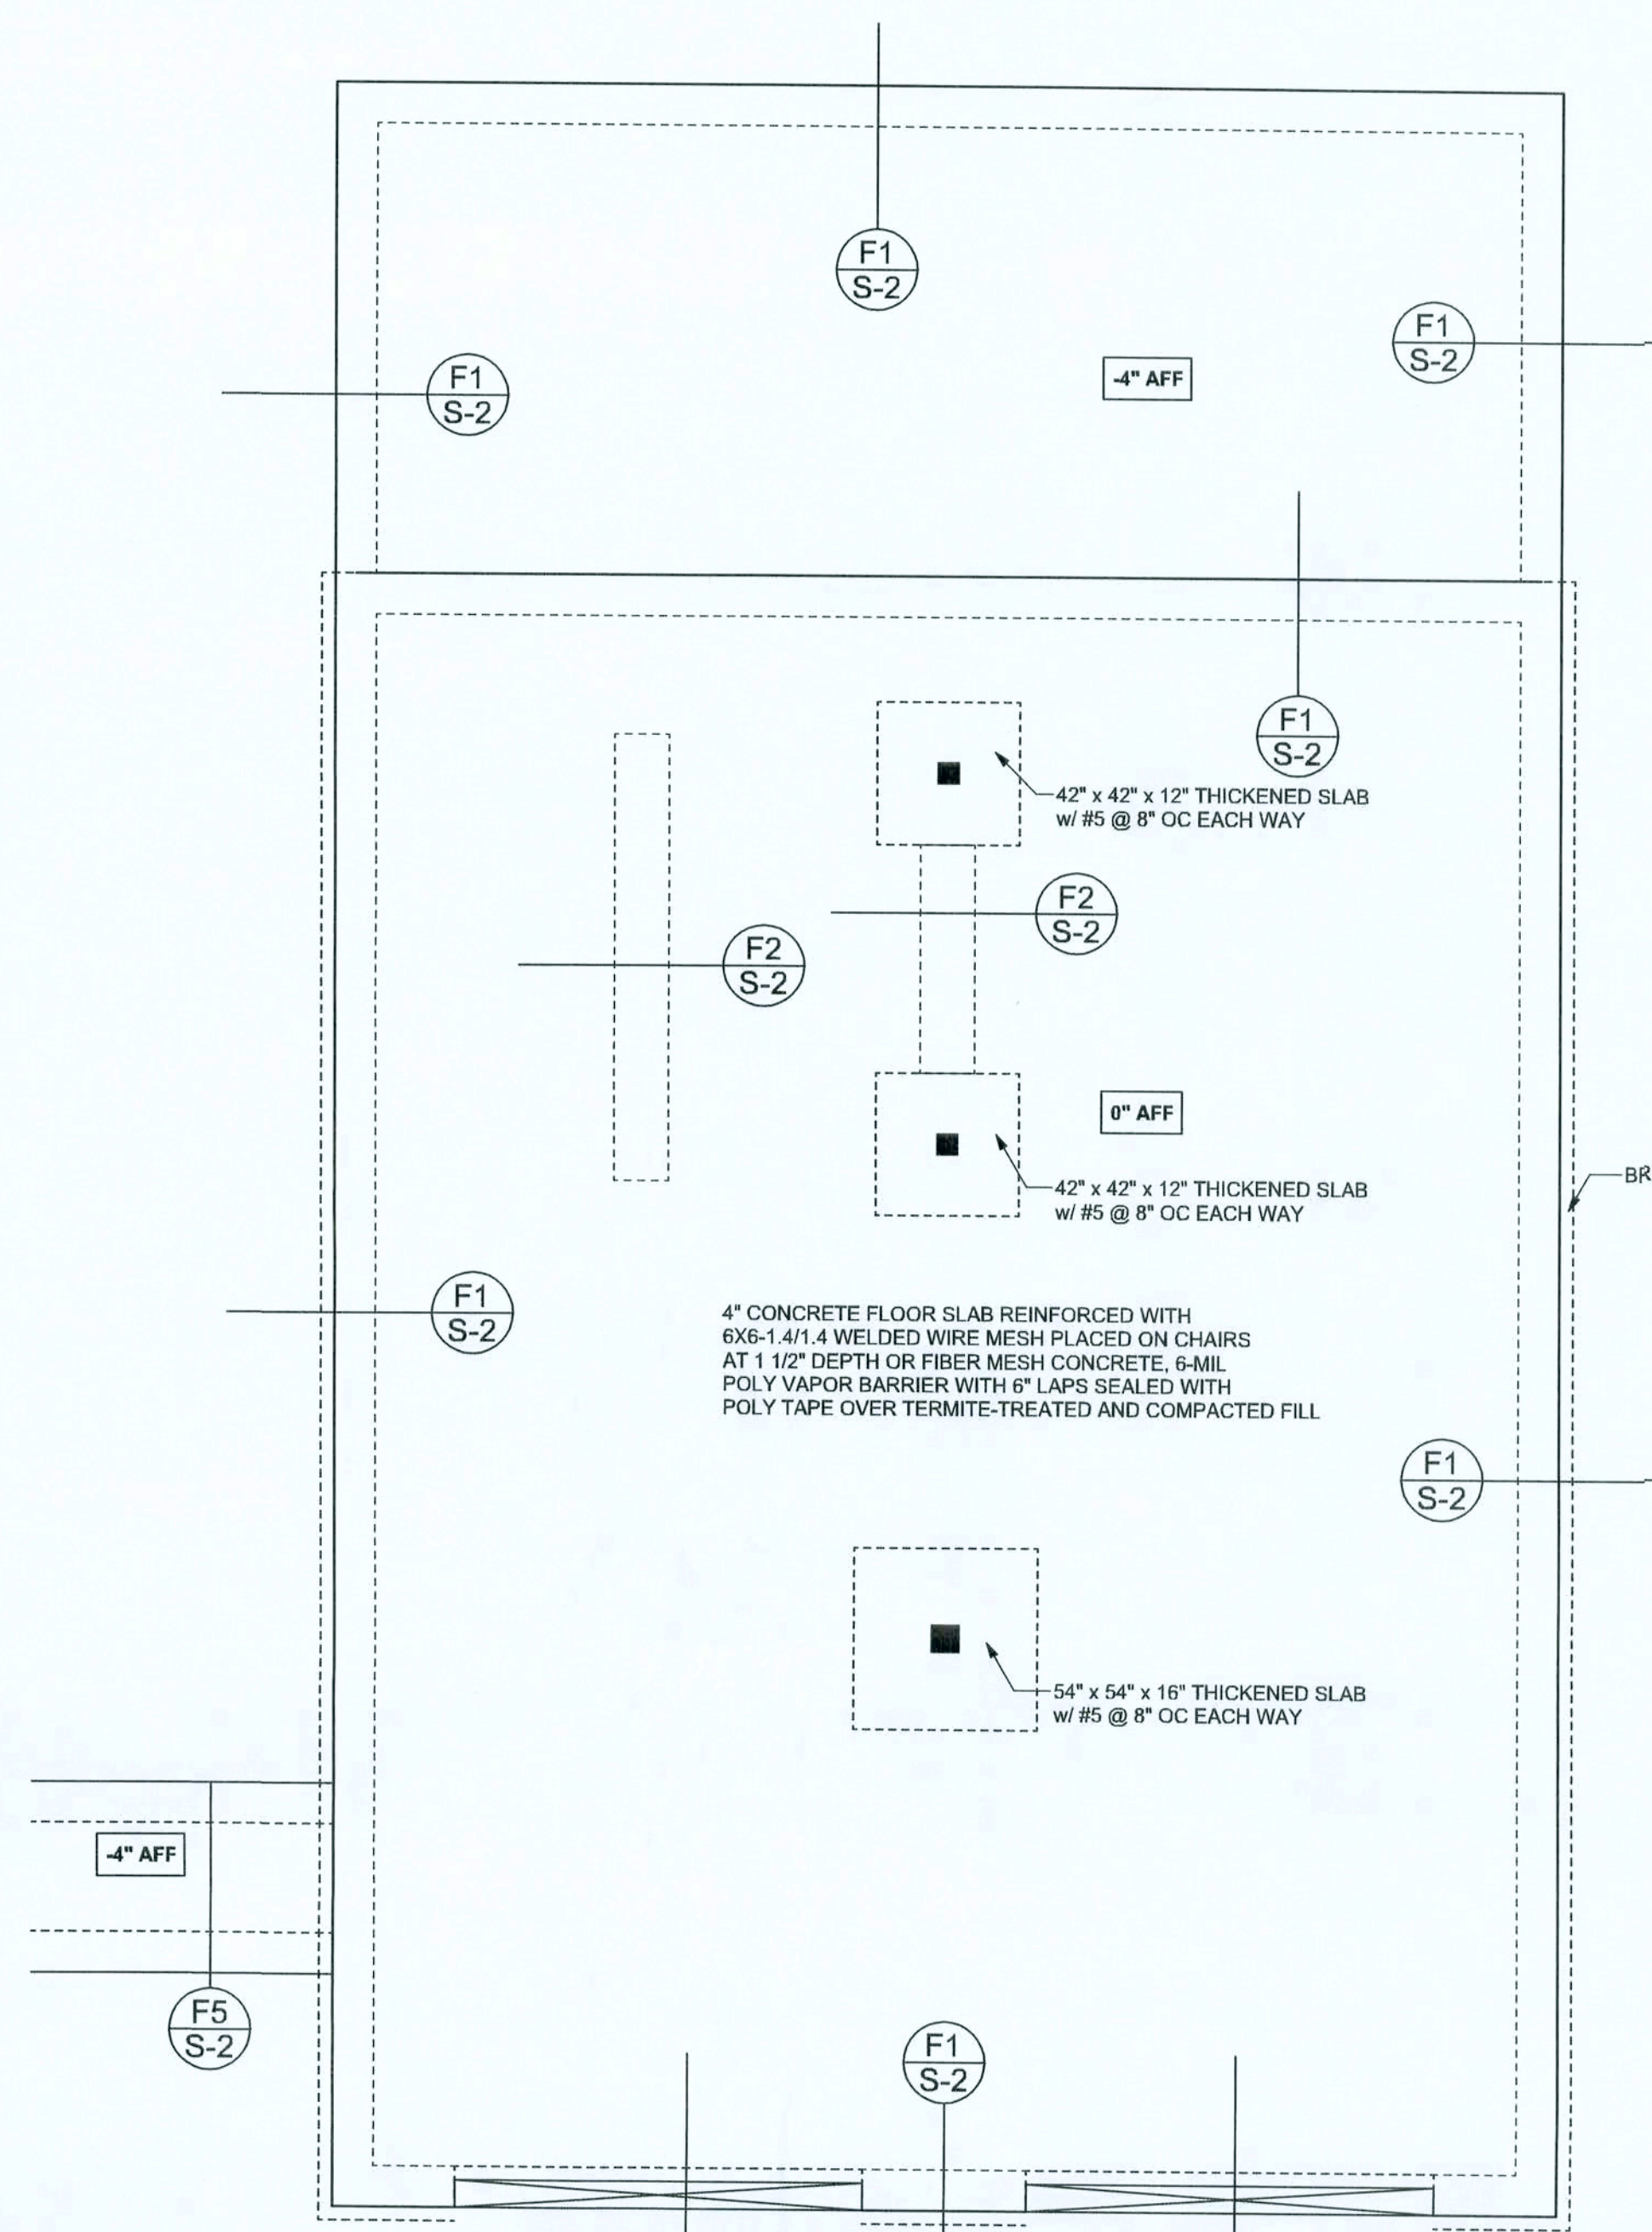 F1
S-2
F1
S-2
-4" AFF
F1
S-2
F1
S-2
42" x 42" x 12" THICKENED SLAB
w/ #5 @ 8" OC EACH WAY
F2
S-2
F2
S-2
0" AFF
42" x 42" x 12" THICKENED SLAB
w/ #5 @ 8" OC EACH WAY
BR
F1
S-2
4" CONCRETE FLOOR SLAB REINFORCED WITH
6X6-1.4/1.4 WELDED WIRE MESH PLACED ON CHAIRS
AT 1 1/2" DEPTH OR FIBER MESH CONCRETE, 6-MIL
POLY VAPOR BARRIER WITH 6" LAPS SEALED WITH
POLY TAPE OVER TERMITE-TREATED AND COMPACTED FILL
F1
S-2
54" x 54" x 16" THICKENED SLAB
w/ #5 @ 8" OC EACH WAY
-4" AFF
F5
S-2
F1
S-2